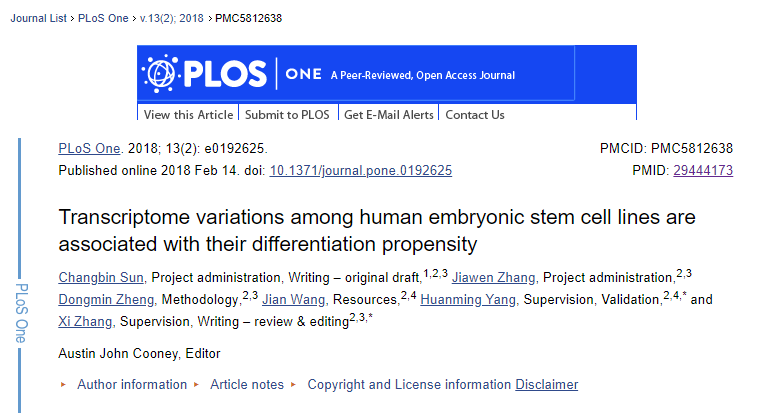 Journal List > PLoS One > v.13(2); 2018 > PMC5812638
PLOS | ONE A Peer-Reviewed, Open Access Journal
View this Article | Submit to PLOS | Get E-Mail Alerts | Contact Us
PLoS One. 2018; 13(2): e0192625. PMCID: PMC5812638
Published online 2018 Feb 14. doi: 10.1371/journal.pone.0192625 PMID: 29444173
Transcriptome variations among human embryonic stem cell lines are
associated with their differentiation propensity
Changbin Sun, Project administration, Writing – original draft,1,2,3 Jiawen Zhang, Project administration,2,3
Dongmin Zheng, Methodology,2,3 Jian Wang, Resources,2,4 Huanming Yang, Supervision, Validation,2,4,* and
Xi Zhang, Supervision, Writing – review & editing2,3,*
Austin John Cooney, Editor
Author information Article notes Copyright and License information Disclaimer
PLoS One